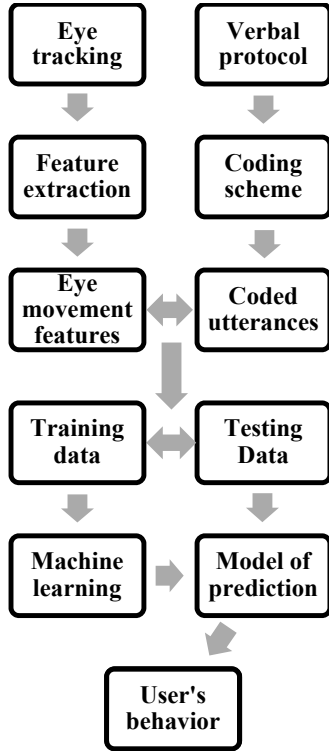 Eye
tracking
Verbal
protocol
Feature
extraction
Coding
scheme
Eye
movement
features
Coded
utterances
Training
data
Testing
Data
Machine
learning
Model of
prediction
User's
behavior